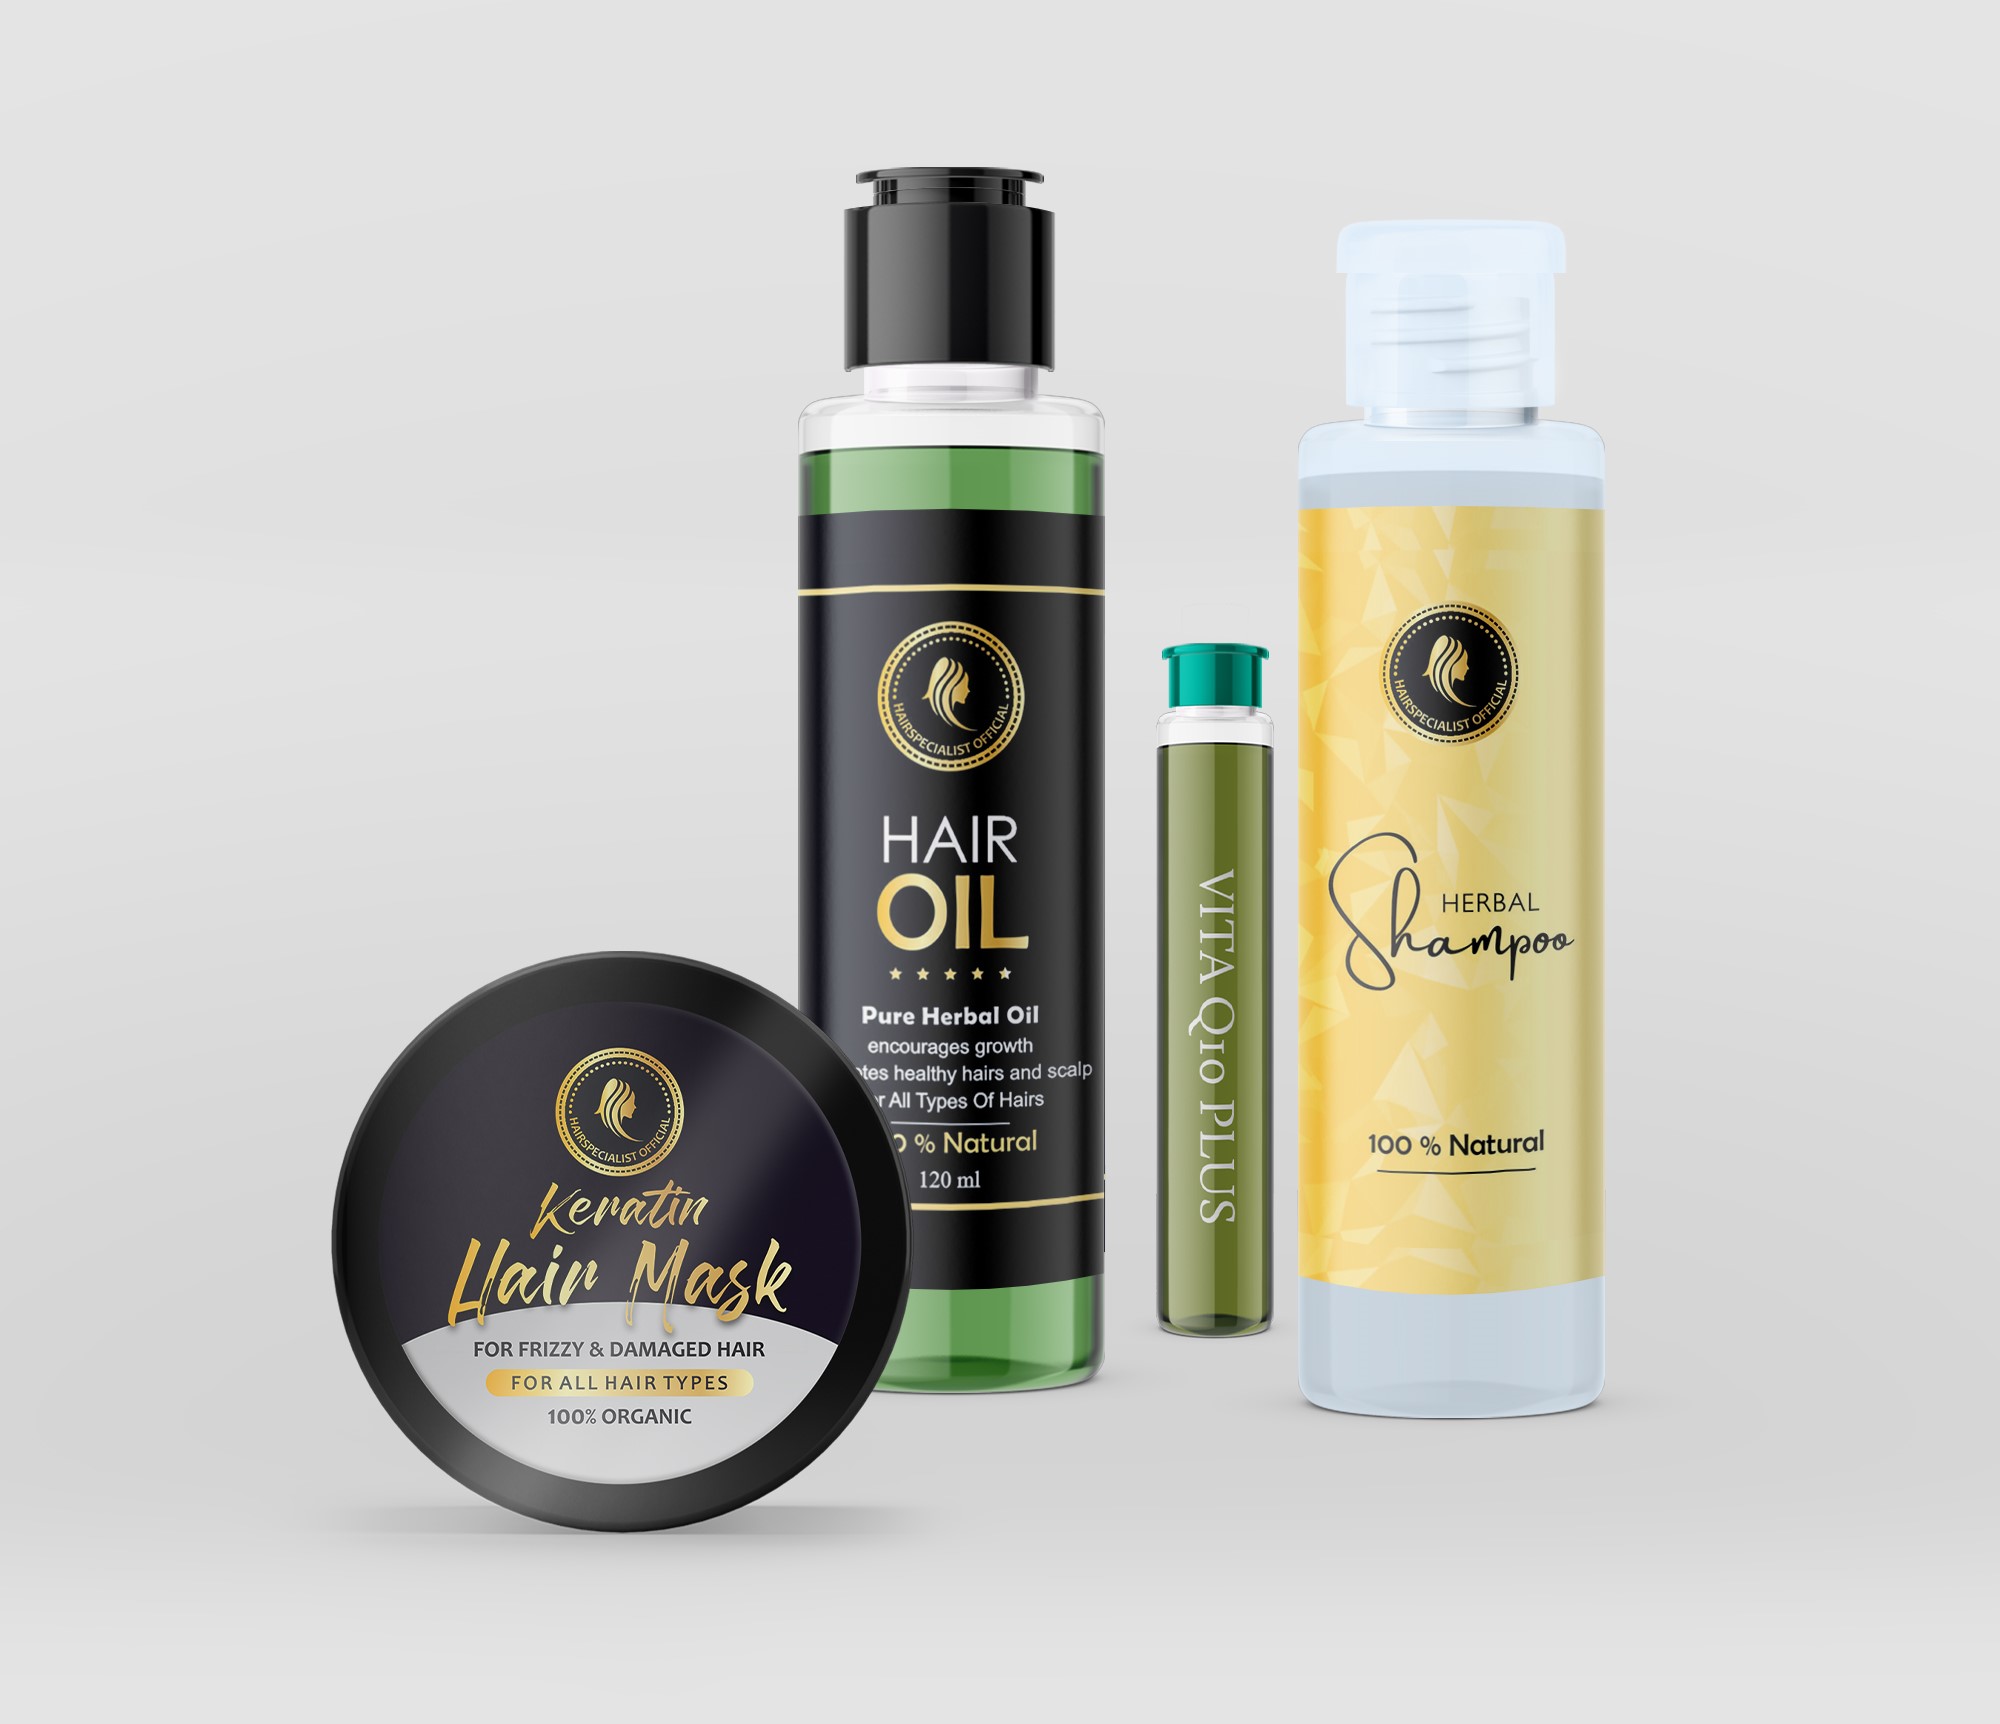 HAIRSPECIALIST OFFICIAL
Keratin
Hair Mask
FOR FRIZZY & DAMAGED HAIR
FOR ALL HAIR TYPES
100% ORGANIC
HAIRSPECIALIST OFFICIAL
HAIR
OIL
Pure Herbal Oil
encourages growth
healthy hairs and scalp
All Types Of Hairs
% Natural
120 ml
VITA Q10 PLUS
HAIRSPECIALIST OFFICIAL
HERBAL
Shampoo
100 % Natural